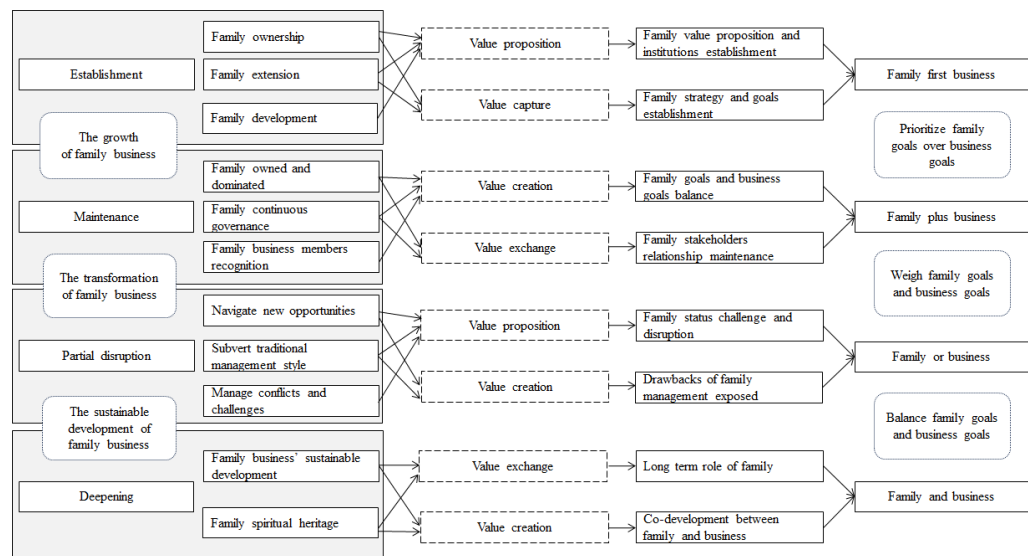 Family ownership
Establishment
Family extension
Family development
Value proposition
Value capture
Family value proposition and
institutions establishment
Family strategy and goals
establishment
Family first business
The growth
of family business
Prioritize family
goals over business
goals
Family owned and
dominated
Maintenance
Family continuous
governance
Family business members
recognition
Value creation
Value exchange
Family goals and business
goals balance
Family stakeholders
relationship maintenance
Family plus business
The transformation
of family business
Weigh family goals
and business goals
Navigate new opportunities
Partial disruption
Subvert traditional
management style
Manage conflicts and
challenges
Value proposition
Value creation
Family status challenge and
disruption
Drawbacks of family
management exposed
Family or business
The sustainable
development of
family business
Balance family goals
and business goals
Family business’ sustainable
development
Deepening
Family spiritual heritage
Value exchange
Value creation
Long term role of family
Co-development between
family and business
Family and business